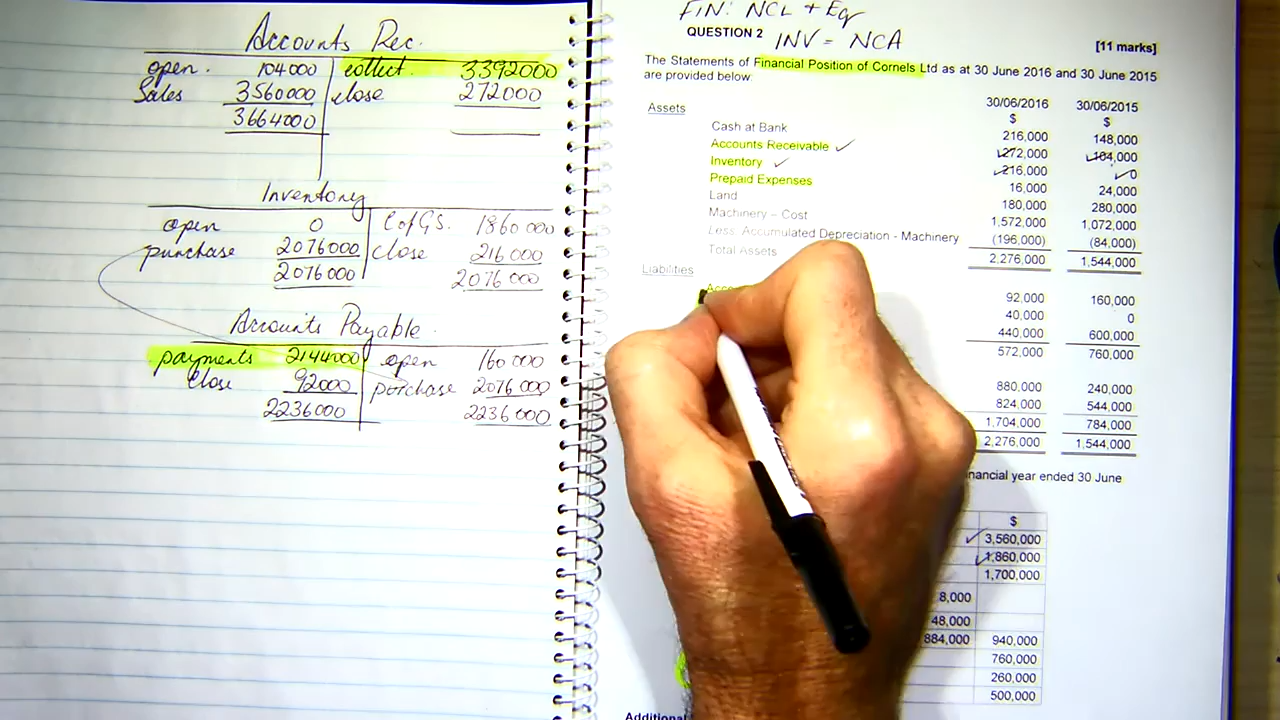 Accounts Rec.
open. 104000 collect. 3392000
Sales 3560000 close 272000
3664000
Inventory
open 0 CofGS. 1860000
purchase 2076000 close 216000
2076000 2076000
Accounts Payable
payments 2144000 open 160000
Close 92000 purchase 2076000
2236000 2236000
FIN: NCL + Eq
QUESTION 2 INV = NCA [11 marks]
The Statements of Financial Position of Cornels Ltd as at 30 June 2016 and 30 June 2015
are provided below:
Assets 30/06/2016 30/06/2015
$ $
Cash at Bank 216,000 148,000
Accounts Receivable 272,000 104,000
Inventory 216,000 0
Prepaid Expenses 16,000 24,000
Land 180,000 280,000
Machinery – Cost 1,572,000 1,072,000
Less: Accumulated Depreciation - Machinery (196,000) (84,000)
Total Assets 2,276,000 1,544,000
Liabilities
92,000 160,000
40,000 0
440,000 600,000
572,000 760,000
880,000 240,000
824,000 544,000
1,704,000 784,000
2,276,000 1,544,000
financial year ended 30 June
$
3,560,000
1,860,000
1,700,000
8,000
48,000
884,000 940,000
760,000
260,000
500,000
Additional